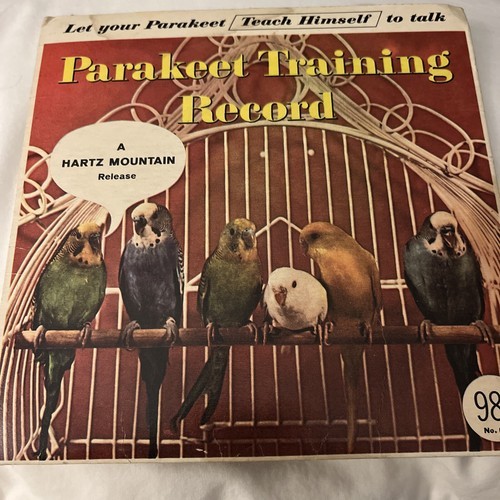 Let your Parakeet Teach Himself to talk
Parakeet Training
Record
A
HARTZ MOUNTAIN
Release
98
No.